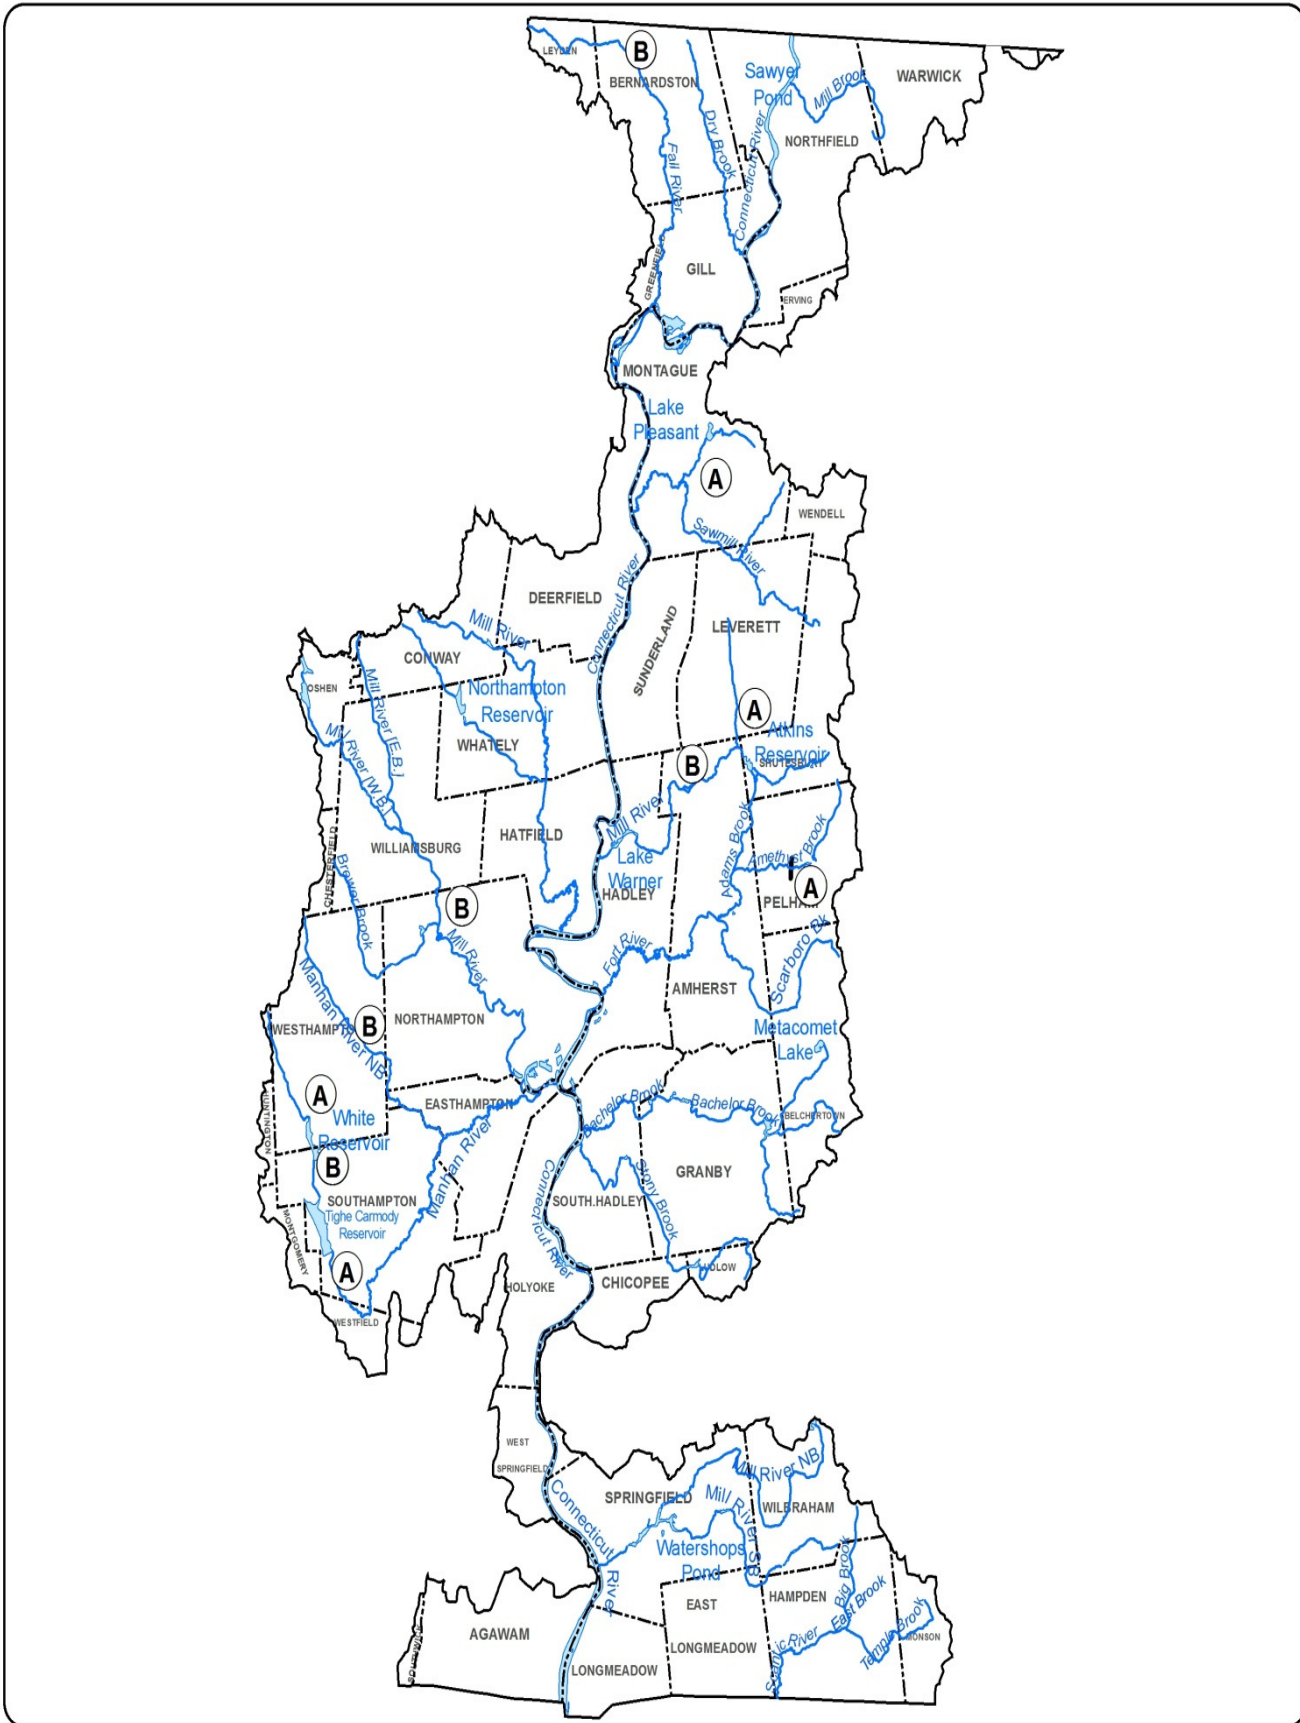 LEYDEN
B
BERNARDSTON
Sawyer
Pond
Mill Brook
WARWICK
Dry Brook
NORTHFIELD
Fall River
Connecticut River
GREENFIELD
GILL
ERVING
MONTAGUE
Lake
Pleasant
A
WENDELL
Sawmill River
DEERFIELD
Connecticut River
SUNDERLAND
LEVERETT
Mill River
CONWAY
OSHEN
Mill River [E.B.]
Northampton
Reservoir
A
Atkins
Reservoir
SHUTESBURY
Mill River [W.B.]
WHATELY
B
Mill River
HATFIELD
WILLIAMSBURG
CHESTERFIELD
Lake
Warner
HADLEY
Adams Brook
Amethyst Brook
A
PELHAM
Brewer Brook
B
Mill River
Fort River
Scarboro Bk
AMHERST
Manhan River NB
WESTHAMPTO
B
NORTHAMPTON
Metacomet
Lake
A
HUNTINGTON
White
Reservoir
EASTHAMPTON
Bachelor Brook
Bachelor Brook
BELCHERTOWN
B
Manhan River
Connecticut River
Stony Brook
GRANBY
SOUTHAMPTON
SOUTH.HADLEY
Tighe Carmody
Reservoir
MONTGOMERY
A
HOLYOKE
CHICOPEE
LUDLOW
WESTFIELD
WEST
SPRINGFIELD
Connecticut
River
SPRINGFIELD
Mill River NB
Mill River SB
WILBRAHAM
Watershops
Pond
Big Brook
HAMPDEN
EAST
LONGMEADOW
East Brook
Scantic River
Temple Brook
MONSON
SOUTHWICK
AGAWAM
LONGMEADOW